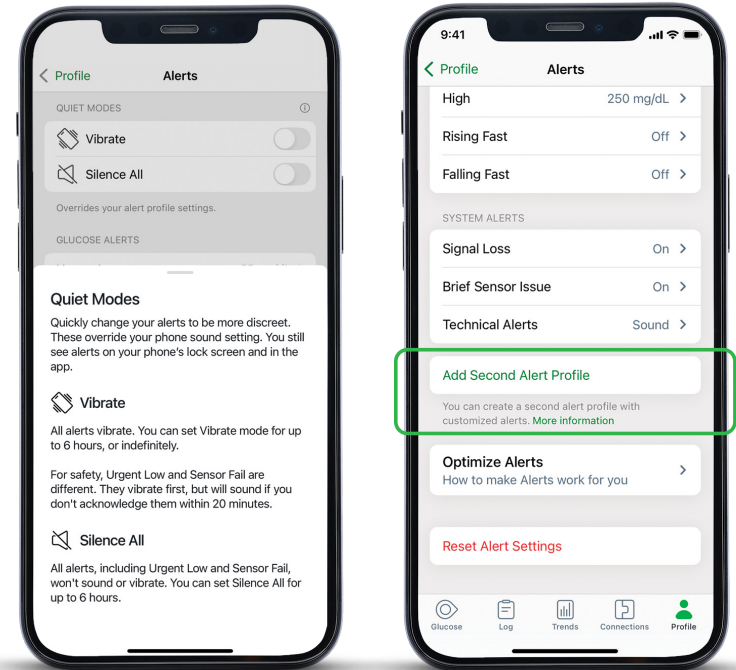 Profile
Alerts
QUIET MODES
Vibrate
Silence All
Overrides your alert profile settings.
GLUCOSE ALERTS
Quiet Modes
Quickly change your alerts to be more discreet.
These override your phone sound setting. You still
see alerts on your phone's lock screen and in the
app.
Vibrate
All alerts vibrate. You can set Vibrate mode for up
to 6 hours, or indefinitely.
For safety, Urgent Low and Sensor Fail are
different. They vibrate first, but will sound if you
don't acknowledge them within 20 minutes.
Silence All
All alerts, including Urgent Low and Sensor Fail,
won't sound or vibrate. You can set Silence All for
up to 6 hours.
9:41
Profile
Alerts
High 250 mg/dL
Rising Fast Off
Falling Fast Off
SYSTEM ALERTS
Signal Loss On
Brief Sensor Issue On
Technical Alerts Sound
Add Second Alert Profile
You can create a second alert profile with
customized alerts. More information
Optimize Alerts
How to make Alerts work for you
Reset Alert Settings
Glucose Log Trends Connections Profile